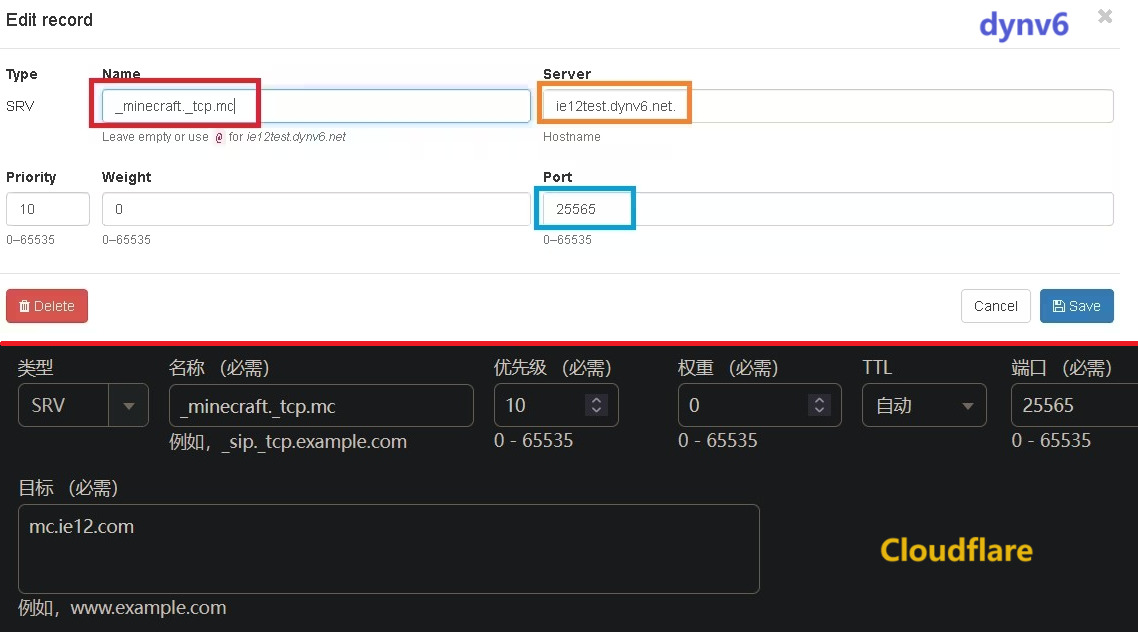 Edit record
dynv6
Type Name Server
SRV _minecraft._tcp.mc ie12test.dynv6.net.
Leave empty or use @ for ie12test.dynv6.net Hostname
Priority Weight Port
10 0 25565
0–65535 0–65535 0–65535
Delete Cancel Save
类型 名称 （必需） 优先级 （必需） 权重 （必需） TTL 端口 （必需）
SRV _minecraft._tcp.mc 10 0 自动 25565
例如，_sip._tcp.example.com 0 - 65535 0 - 65535 0 - 65535
目标 （必需）
mc.ie12.com
Cloudflare
例如，www.example.com